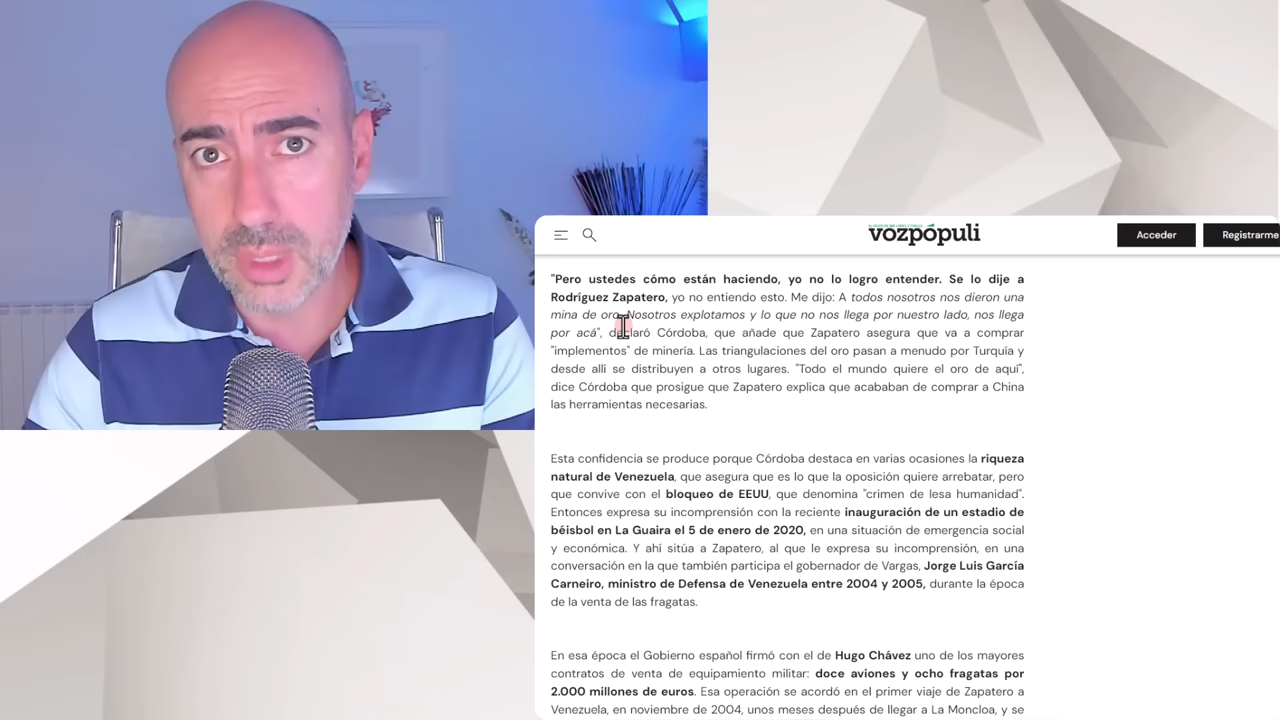 vozpópuli
Acceder
Registrarme
"Pero ustedes cómo están haciendo, yo no lo logro entender. Se lo dije a
Rodríguez Zapatero, yo no entiendo esto. Me dijo: A todos nosotros nos dieron una
mina de oro. Nosotros explotamos y lo que no nos llega por nuestro lado, nos llega
por acá", declaró Córdoba, que añade que Zapatero asegura que va a comprar
"implementos" de minería. Las triangulaciones del oro pasan a menudo por Turquía y
desde allí se distribuyen a otros lugares. "Todo el mundo quiere el oro de aquí",
dice Córdoba que prosigue que Zapatero explica que acababan de comprar a China
las herramientas necesarias.
Esta confidencia se produce porque Córdoba destaca en varias ocasiones la riqueza
natural de Venezuela, que asegura que es lo que la oposición quiere arrebatar, pero
que convive con el bloqueo de EEUU, que denomina "crimen de lesa humanidad".
Entonces expresa su incomprensión con la reciente inauguración de un estadio de
béisbol en La Guaira el 5 de enero de 2020, en una situación de emergencia social
y económica. Y ahí sitúa a Zapatero, al que le expresa su incomprensión, en una
conversación en la que también participa el gobernador de Vargas, Jorge Luis García
Carneiro, ministro de Defensa de Venezuela entre 2004 y 2005, durante la época
de la venta de las fragatas.
En esa época el Gobierno español firmó con el de Hugo Chávez uno de los mayores
contratos de venta de equipamiento militar: doce aviones y ocho fragatas por
2.000 millones de euros. Esa operación se acordó en el primer viaje de Zapatero a
Venezuela, en noviembre de 2004, unos meses después de llegar a La Moncloa, y se